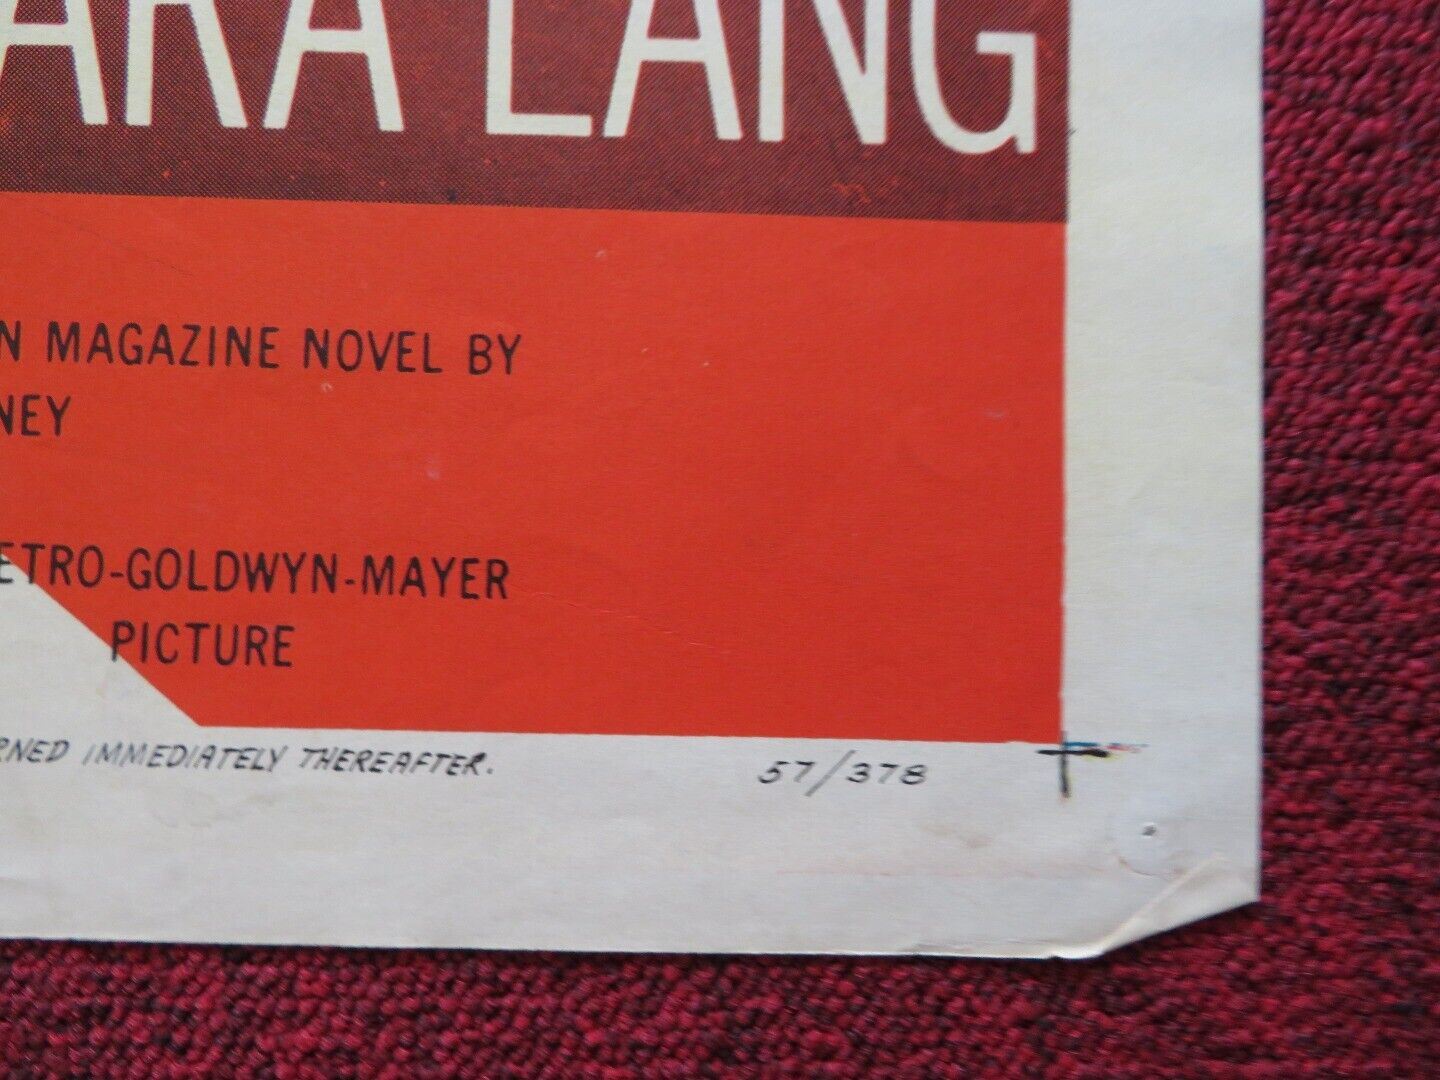 ARA LANG
N MAGAZINE NOVEL BY
NEY
ETRO-GOLDWYN-MAYER
PICTURE
RNED IMMEDIATELY THEREAFTER.
57/378